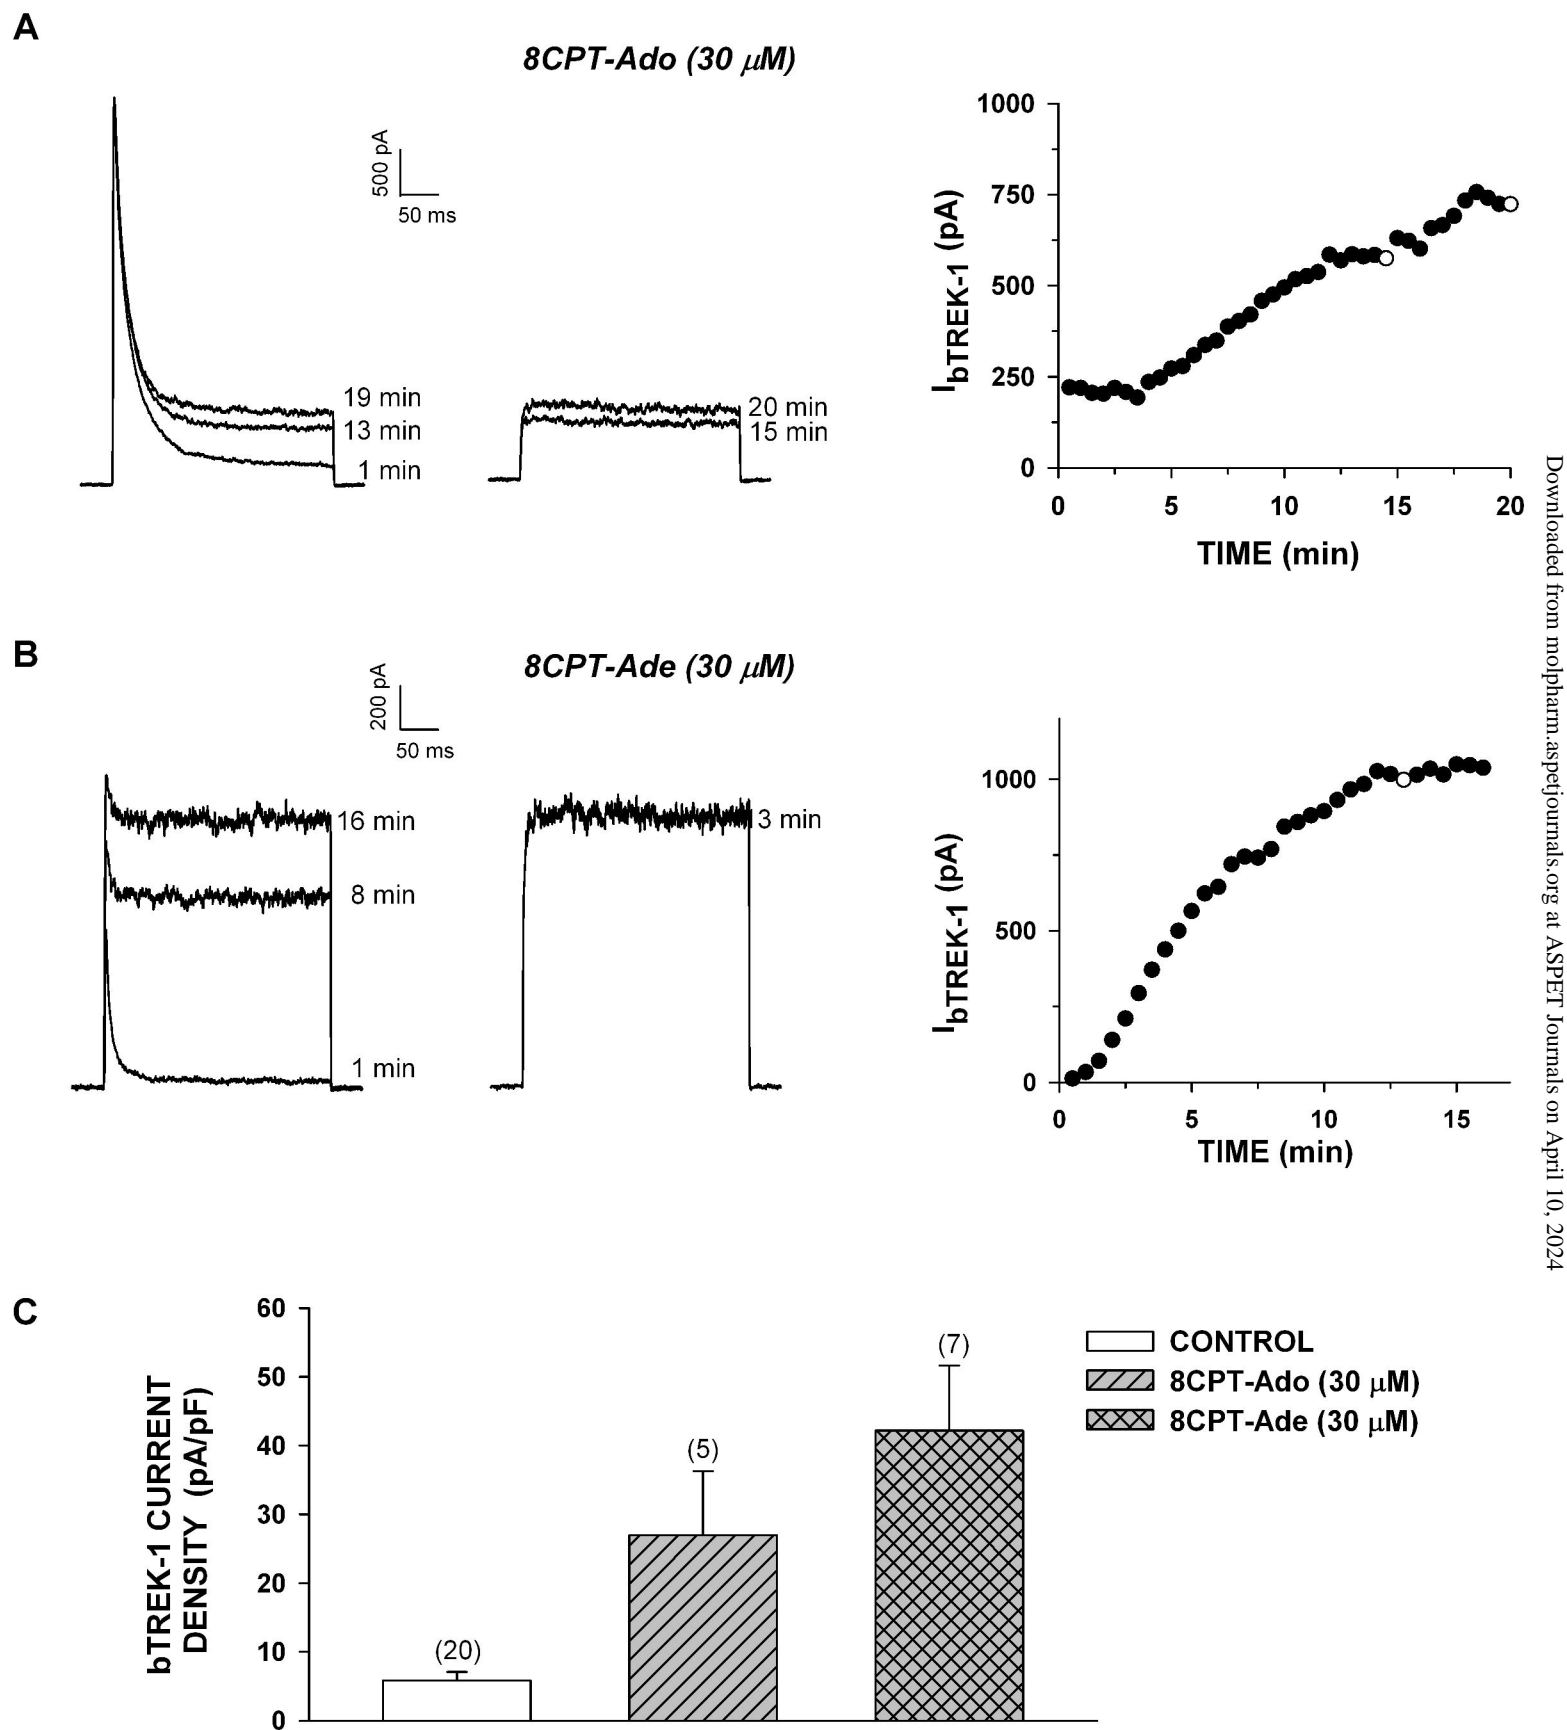 A
8CPT-Ado (30 µM)
500 pA
50 ms
19 min
13 min
1 min
20 min
15 min
1000
750
500
250
0
IbTREK-1 (pA)
0 5 10 15 20
TIME (min)
B
8CPT-Ade (30 µM)
200 pA
50 ms
16 min
8 min
1 min
3 min
1000
500
0
IbTREK-1 (pA)
0 5 10 15
TIME (min)
C
60
50
40
30
20
10
0
bTREK-1 CURRENT
DENSITY (pA/pF)
(20)
(5)
(7)
CONTROL
8CPT-Ado (30 µM)
8CPT-Ade (30 µM)
Downloaded from molpharm.aspetjournals.org at ASPET Journals on April 10, 2024